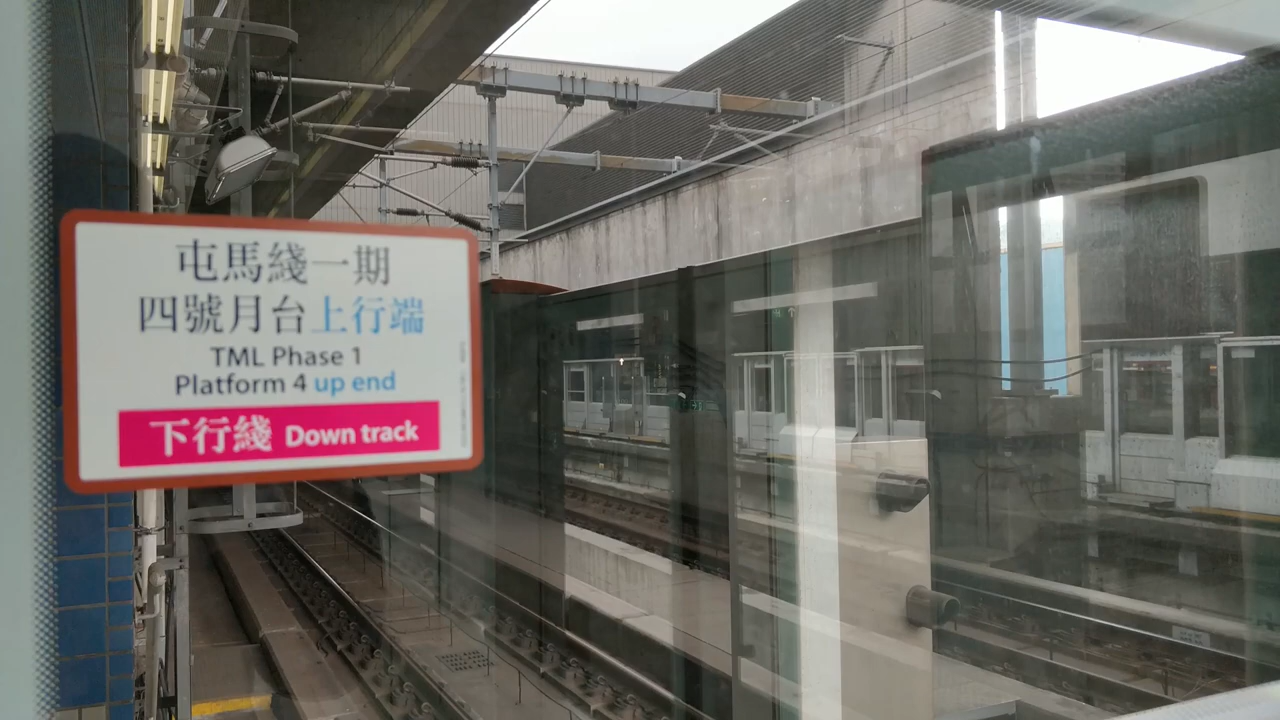 屯馬綫一期
四號月台上行端
TML Phase 1
Platform 4 up end
下行綫 Down track